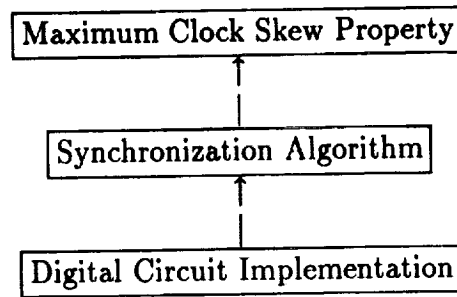 Maximum Clock Skew Property
Synchronization Algorithm
Digital Circuit Implementation